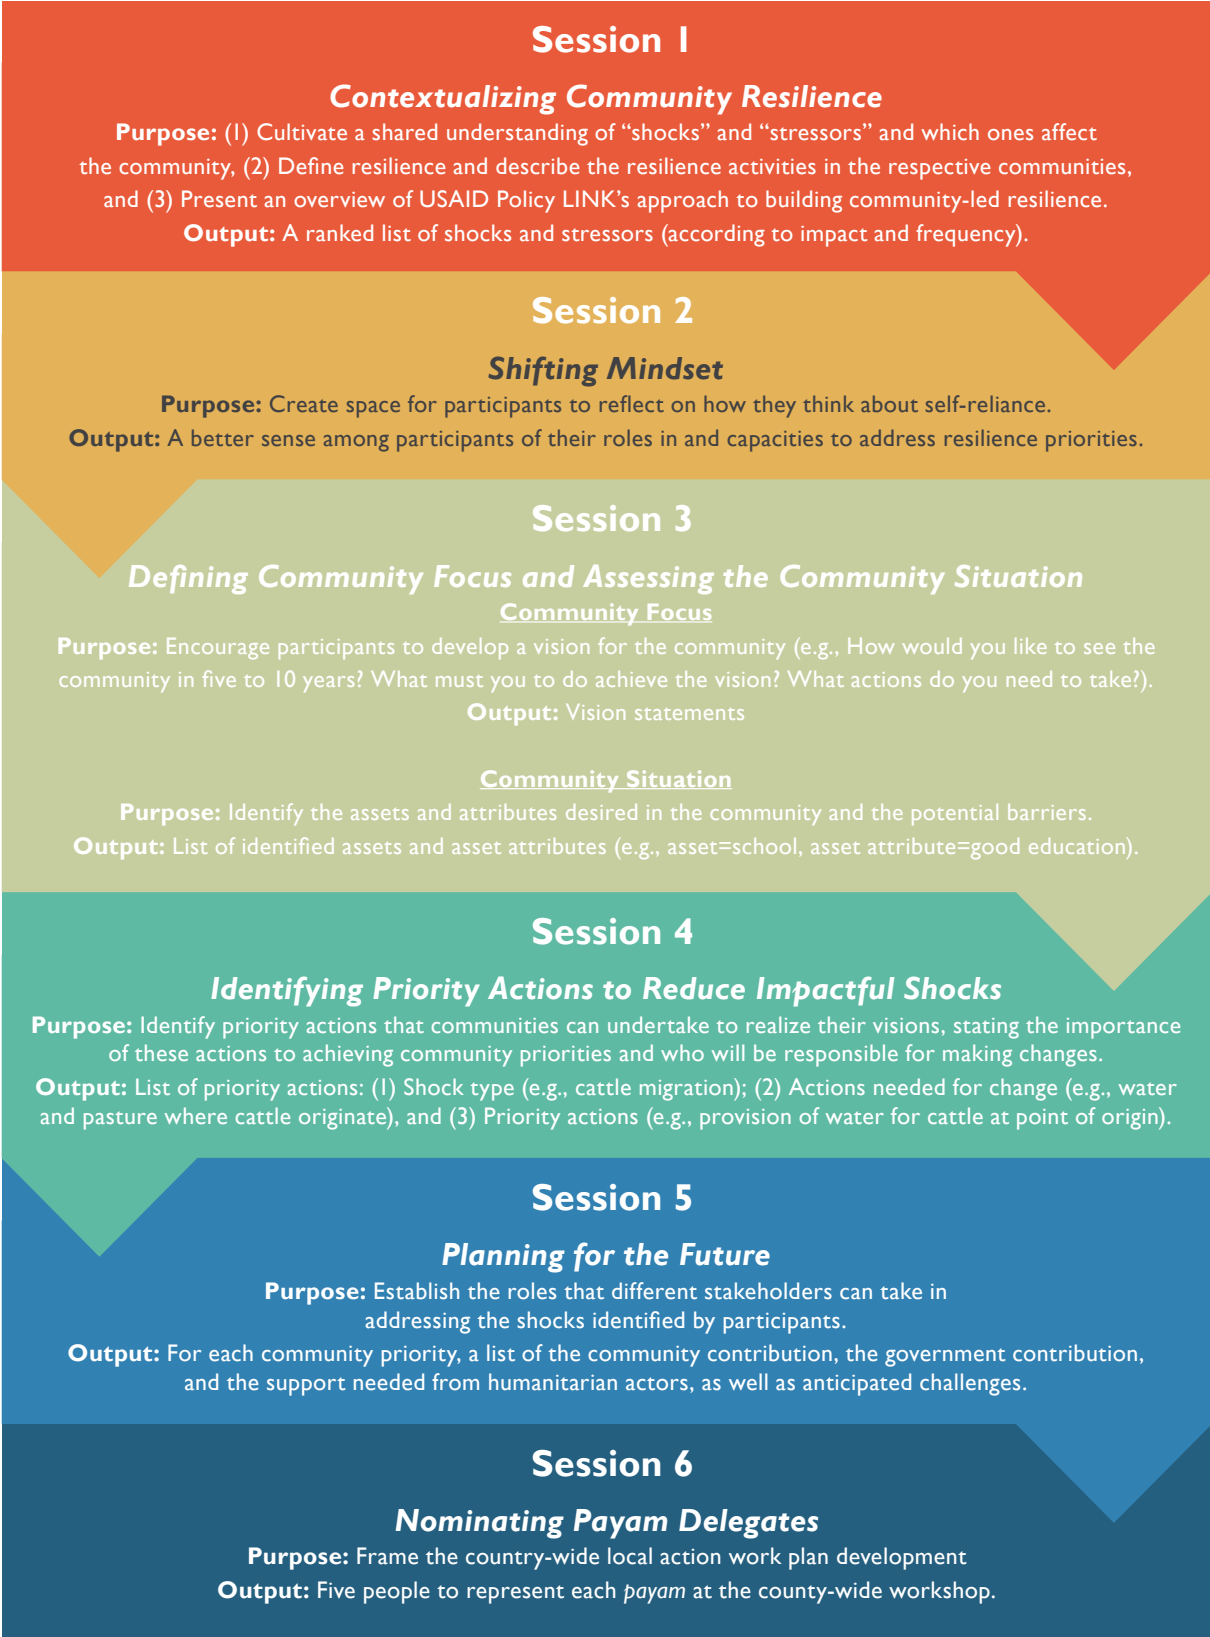 Session 1
Contextualizing Community Resilience
Purpose: (1) Cultivate a shared understanding of “shocks” and “stressors” and which ones affect
the community, (2) Define resilience and describe the resilience activities in the respective communities,
and (3) Present an overview of USAID Policy LINK’s approach to building community-led resilience.
Output: A ranked list of shocks and stressors (according to impact and frequency).
Session 2
Shifting Mindset
Purpose: Create space for participants to reflect on how they think about self-reliance.
Output: A better sense among participants of their roles in and capacities to address resilience priorities.
Session 3
Defining Community Focus and Assessing the Community Situation
Community Focus
Purpose: Encourage participants to develop a vision for the community (e.g., How would you like to see the
community in five to 10 years? What must you to do achieve the vision? What actions do you need to take?).
Output: Vision statements
Community Situation
Purpose: Identify the assets and attributes desired in the community and the potential barriers.
Output: List of identified assets and asset attributes (e.g., asset=school, asset attribute=good education).
Session 4
Identifying Priority Actions to Reduce Impactful Shocks
Purpose: Identify priority actions that communities can undertake to realize their visions, stating the importance
of these actions to achieving community priorities and who will be responsible for making changes.
Output: List of priority actions: (1) Shock type (e.g., cattle migration); (2) Actions needed for change (e.g., water
and pasture where cattle originate), and (3) Priority actions (e.g., provision of water for cattle at point of origin).
Session 5
Planning for the Future
Purpose: Establish the roles that different stakeholders can take in
addressing the shocks identified by participants.
Output: For each community priority, a list of the community contribution, the government contribution,
and the support needed from humanitarian actors, as well as anticipated challenges.
Session 6
Nominating Payam Delegates
Purpose: Frame the country-wide local action work plan development
Output: Five people to represent each payam at the county-wide workshop.